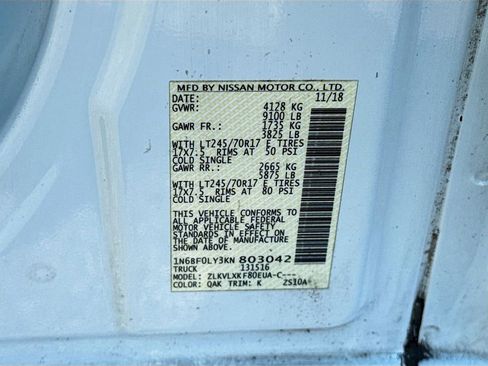 MFD BY NISSAN MOTOR CO., LTD.
DATE: 11/18
GVWR: 4128 KG
9100 LB
GAWR FR.: 1735 KG
3825 LB
WITH LT245/70R17 E TIRES
17X7.5 RIMS AT 50 PSI
COLD SINGLE
GAWR RR.: 2665 KG
5875 LB
WITH LT245/70R17 E TIRES
17X7.5 RIMS AT 80 PSI
COLD SINGLE
THIS VEHICLE CONFORMS TO
ALL APPLICABLE FEDERAL
MOTOR VEHICLE SAFETY
STANDARDS IN EFFECT ON
THE DATE OF MANUFACTURE
SHOWN ABOVE.
1N6BF0LY3KN 803042
TRUCK 131516
MODEL: ZLKVLXKF80EUA-C---
COLOR: QAK TRIM: K ZS10A